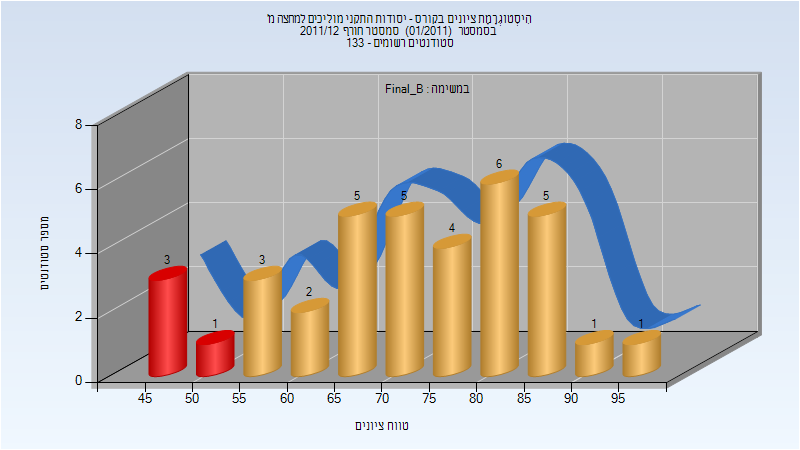 היסטוגרמת ציונים בקורס - יסודות התקני מוליכים למחצה מ'
בסמסטר (01/2011) סמסטר חורף 2011/12
סטודנטים רשומים - 133
במשימה : Final_B
מספר סטודנטים
8
6
4
2
0
3
1
3
2
5
5
4
6
5
1
1
45 50 55 60 65 70 75 80 85 90 95
טווח ציונים